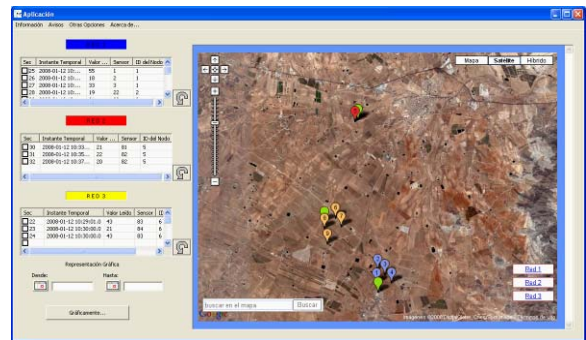 Aplicación
Información Avisos Otras Opciones Acerca de...
Sec Instante Temporal Valor ... Sensor ID del Nodo
25 2008-01-12 10:... 55 1 1
26 2008-01-12 10:... 18 2 1
27 2008-01-12 10:... 33 3 1
28 2008-01-12 10:... 19 22 2
RED 2
Sec Instante Temporal Valor ... Sensor ID del Nodo
30 2008-01-12 10:33... 21 81 5
31 2008-01-12 10:35... 22 82 5
32 2008-01-12 10:37... 20 82 5
RED 3
Sec Instante Temporal Valor Leído Sensor ID
22 2008-01-12 10:29:01.0 43 83 6
23 2008-01-12 10:30:00.0 21 84 6
24 2008-01-12 10:30:00.0 43 83 6
Representación Gráfica
Desde: Hasta:
Gráficamente...
Mapa Satélite Híbrido
Red 1
Red 2
Red 3
buscar en el mapa Buscar